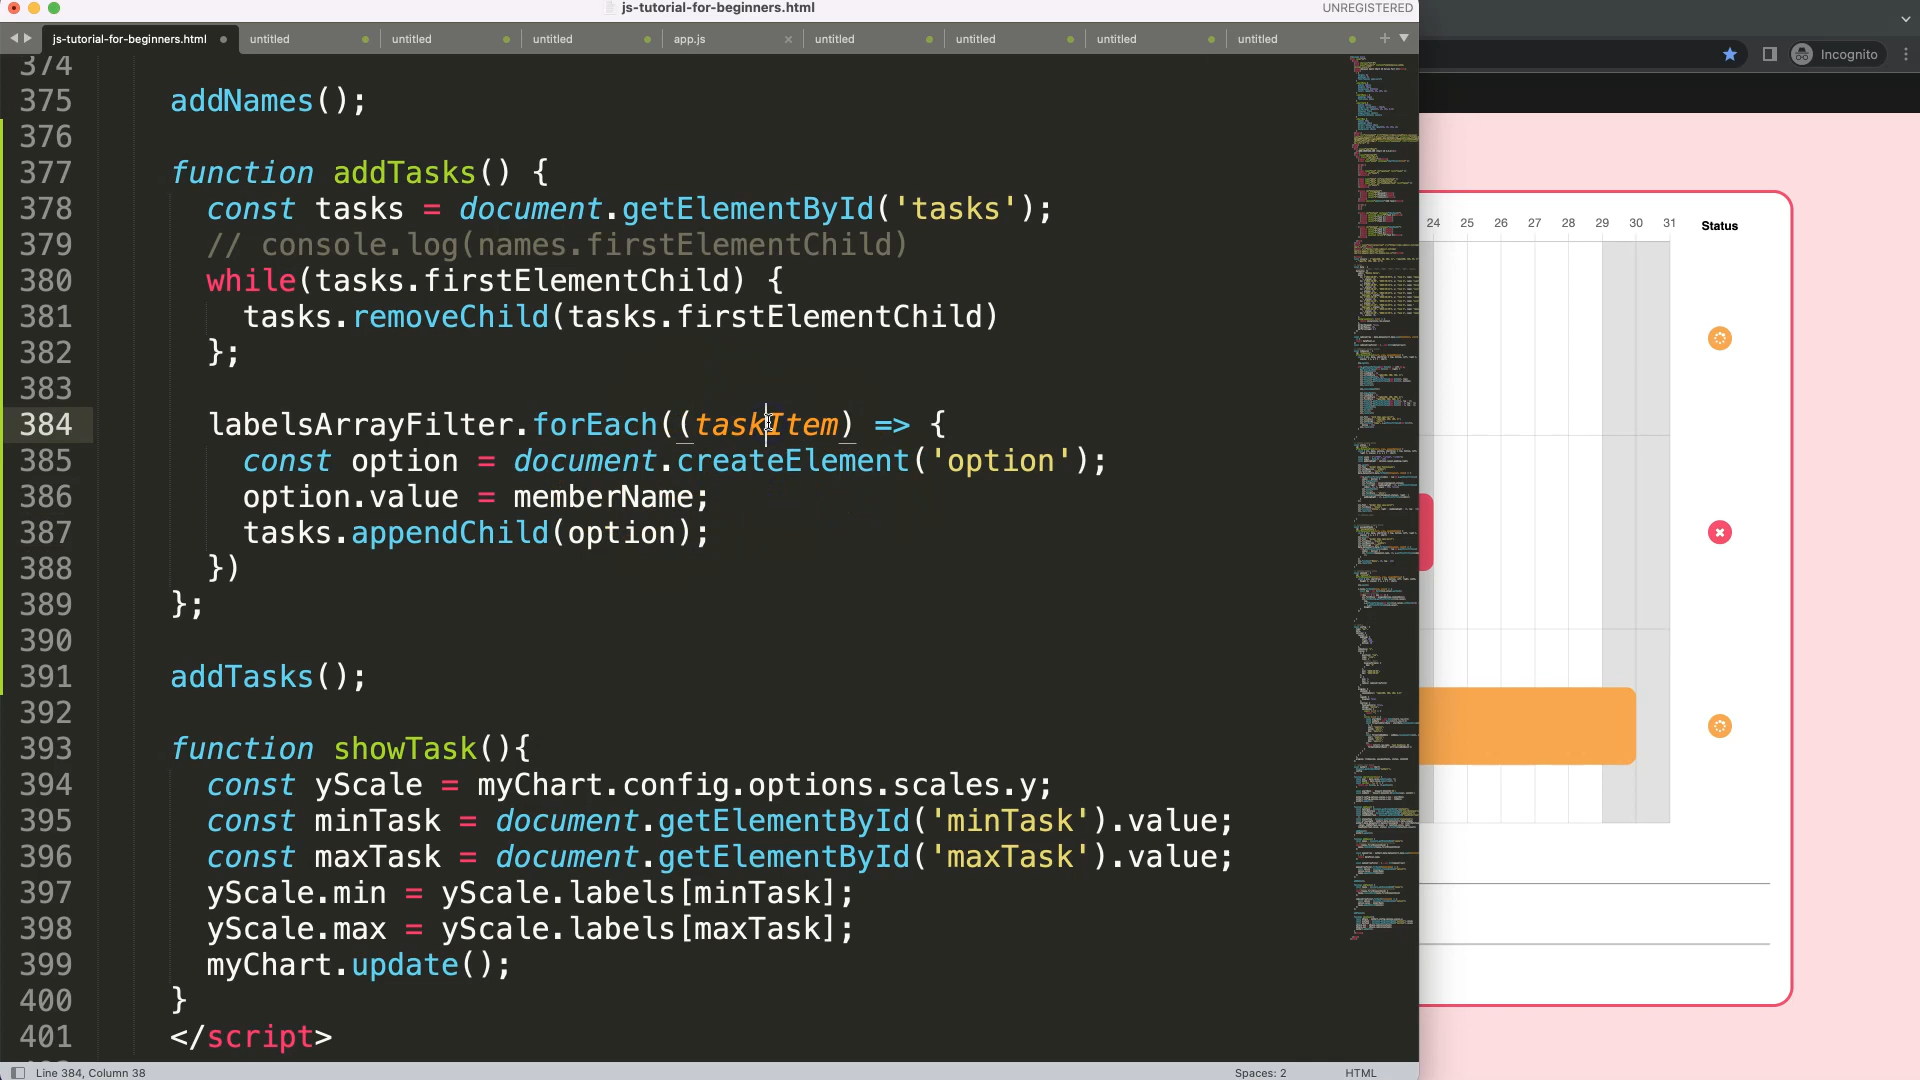 js-tutorial-for-beginners.html
UNREGISTERED
js-tutorial-for-beginners.html untitled untitled untitled app.js untitled untitled untitled untitled
Incognito
374
375 addNames();
376
377 function addTasks() {
378 const tasks = document.getElementById('tasks');
379 // console.log(names.firstElementChild)
380 while(tasks.firstElementChild) {
381 tasks.removeChild(tasks.firstElementChild)
382 };
383
384 labelsArrayFilter.forEach((taskItem) => {
385 const option = document.createElement('option');
386 option.value = memberName;
387 tasks.appendChild(option);
388 })
389 };
390
391 addTasks();
392
393 function showTask(){
394 const yScale = myChart.config.options.scales.y;
395 const minTask = document.getElementById('minTask').value;
396 const maxTask = document.getElementById('maxTask').value;
397 yScale.min = yScale.labels[minTask];
398 yScale.max = yScale.labels[maxTask];
399 myChart.update();
400 }
401 </script>
24 25 26 27 28 29 30 31 Status
Line 384, Column 38
Spaces: 2
HTML